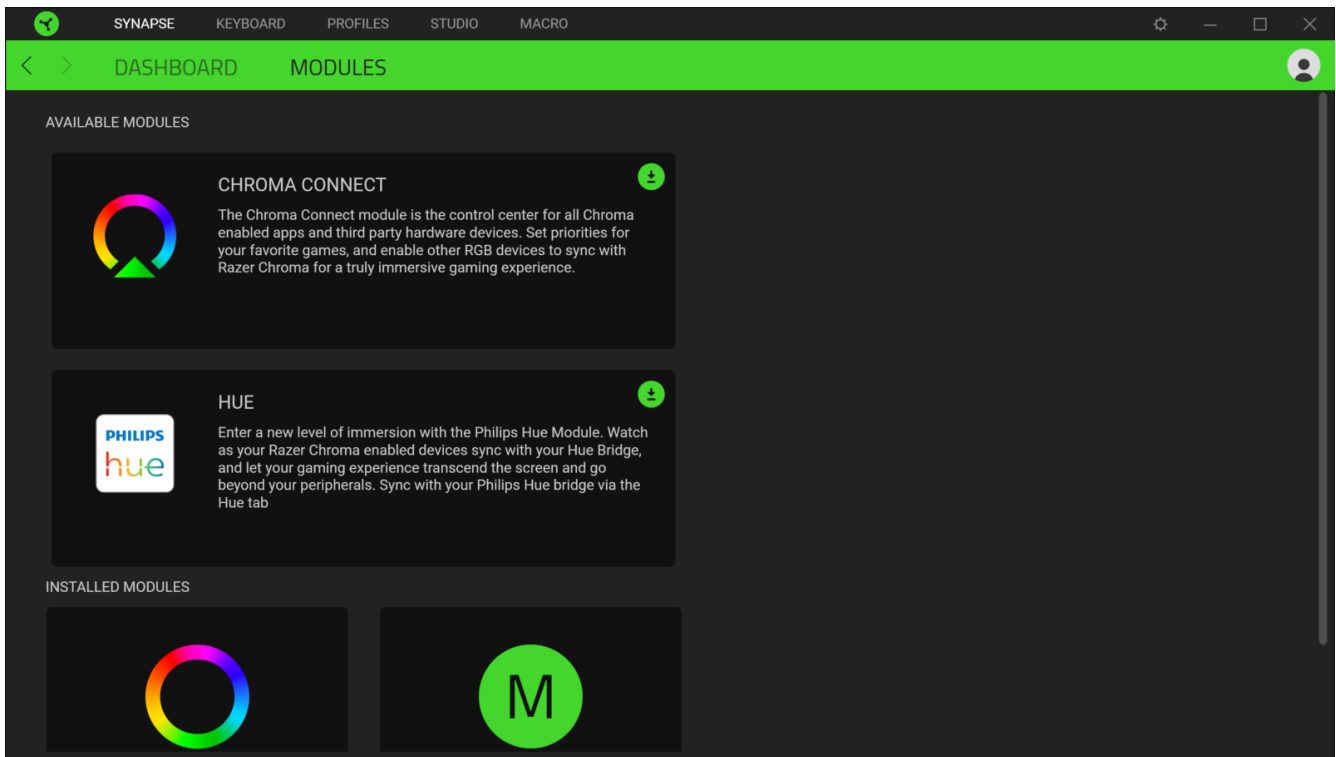 SYNAPSE KEYBOARD PROFILES STUDIO MACRO
DASHBOARD MODULES
AVAILABLE MODULES
CHROMA CONNECT
The Chroma Connect module is the control center for all Chroma
enabled apps and third party hardware devices. Set priorities for
your favorite games, and enable other RGB devices to sync with
Razer Chroma for a truly immersive gaming experience.
PHILIPS
hue
HUE
Enter a new level of immersion with the Philips Hue Module. Watch
as your Razer Chroma enabled devices sync with your Hue Bridge,
and let your gaming experience transcend the screen and go
beyond your peripherals. Sync with your Philips Hue bridge via the
Hue tab
INSTALLED MODULES
M